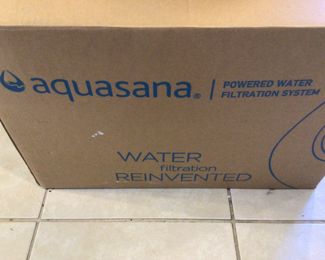 aquasana® | POWERED WATER
FILTRATION SYSTEM
WATER
filtration
REINVENTED